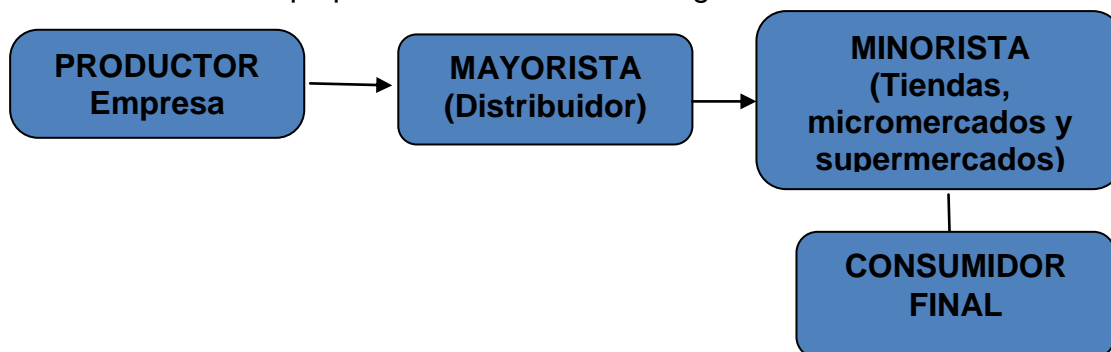 PRODUCTOR
Empresa
MAYORISTA
(Distribuidor)
MINORISTA
(Tiendas,
micromercados y
supermercados)
CONSUMIDOR
FINAL